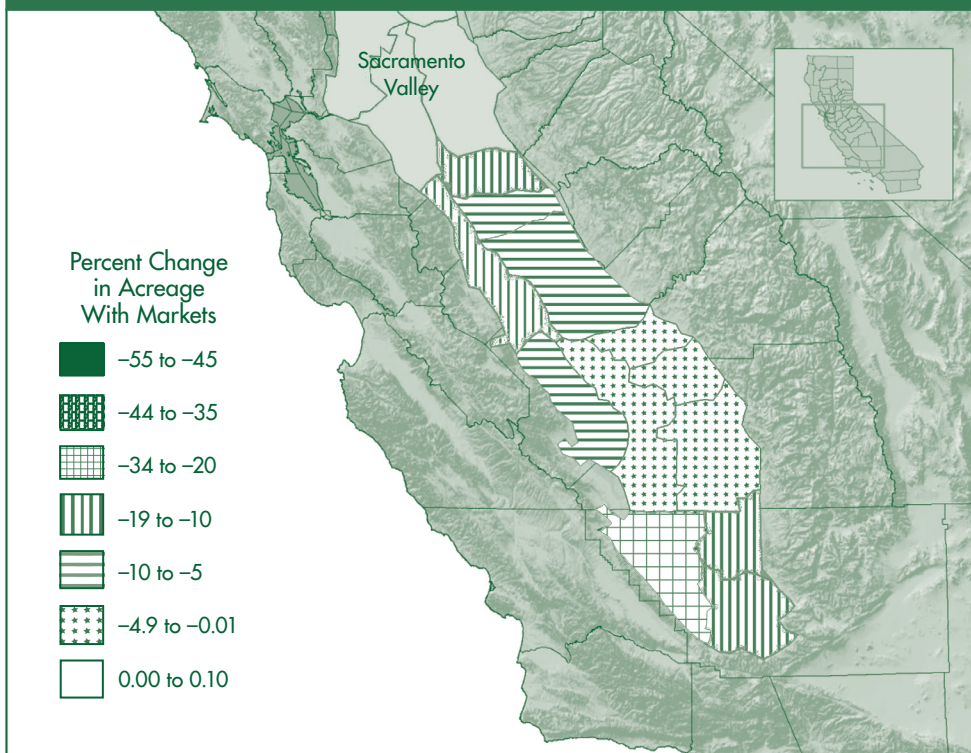 Sacramento
Valley
Percent Change
in Acreage
With Markets
–55 to –45
–44 to –35
–34 to –20
–19 to –10
–10 to –5
–4.9 to –0.01
0.00 to 0.10